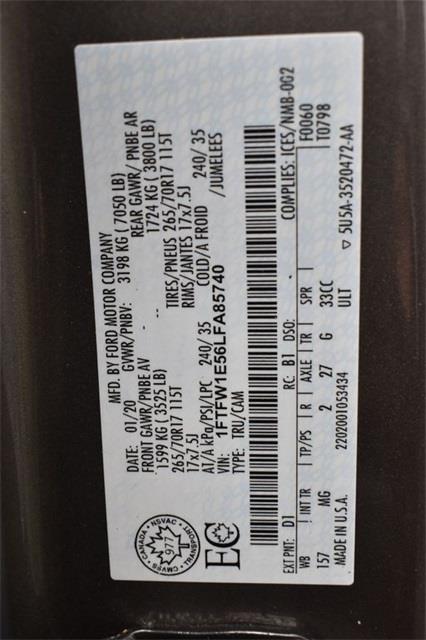 MFD. BY FORD MOTOR COMPANY
DATE: 01/20 GVWR/PNBV: 3198 KG ( 7050 LB)
FRONT GAWR/PNBE AV REAR GAWR/ PNBE AR
1599 KG ( 3525 LB) 1724 KG ( 3800 LB)
265/70R17 115T TIRES/PNEUS 265/70R17 115T
17x7.5J RIMS/JANTES 17x7.5J
AT/A kPa/PSI/LPC 240/ 35 COLD/A FROID 240/ 35
VIN: 1FTFW1E56LFA85740 /JUMELEES
TYPE: TRU/CAM
CANADA
NSVAC
977
TRANSPORT
CMVSS
EC
COMPLIES: ICES/NMB-002
EXT PNT: D1 RC: B1 DSO: F0060
WB INT TR TP/PS R AXLE TR SPR T0798
157 MG 2 27 G 33CC
ULT
MADE IN U.S.A. 2202001053434 ▽ 5U5A-3520472-AA